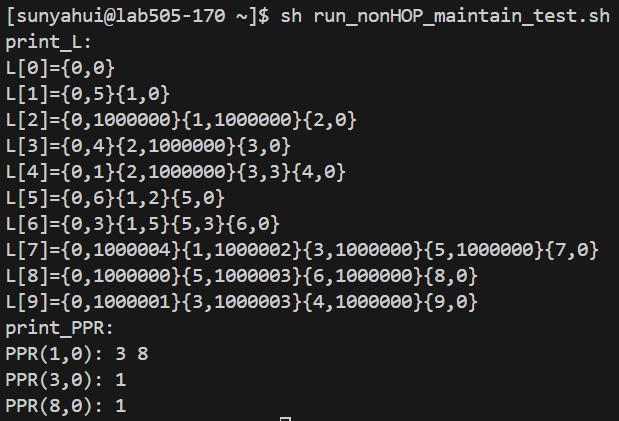 [sunyahui@lab505-170 ~]$ sh run_nonHOP_maintain_test.sh
print_L:
L[0]={0,0}
L[1]={0,5}{1,0}
L[2]={0,1000000}{1,1000000}{2,0}
L[3]={0,4}{2,1000000}{3,0}
L[4]={0,1}{2,1000000}{3,3}{4,0}
L[5]={0,6}{1,2}{5,0}
L[6]={0,3}{1,5}{5,3}{6,0}
L[7]={0,1000004}{1,1000002}{3,1000000}{5,1000000}{7,0}
L[8]={0,1000000}{5,1000003}{6,1000000}{8,0}
L[9]={0,1000001}{3,1000003}{4,1000000}{9,0}
print_PPR:
PPR(1,0): 3 8
PPR(3,0): 1
PPR(8,0): 1